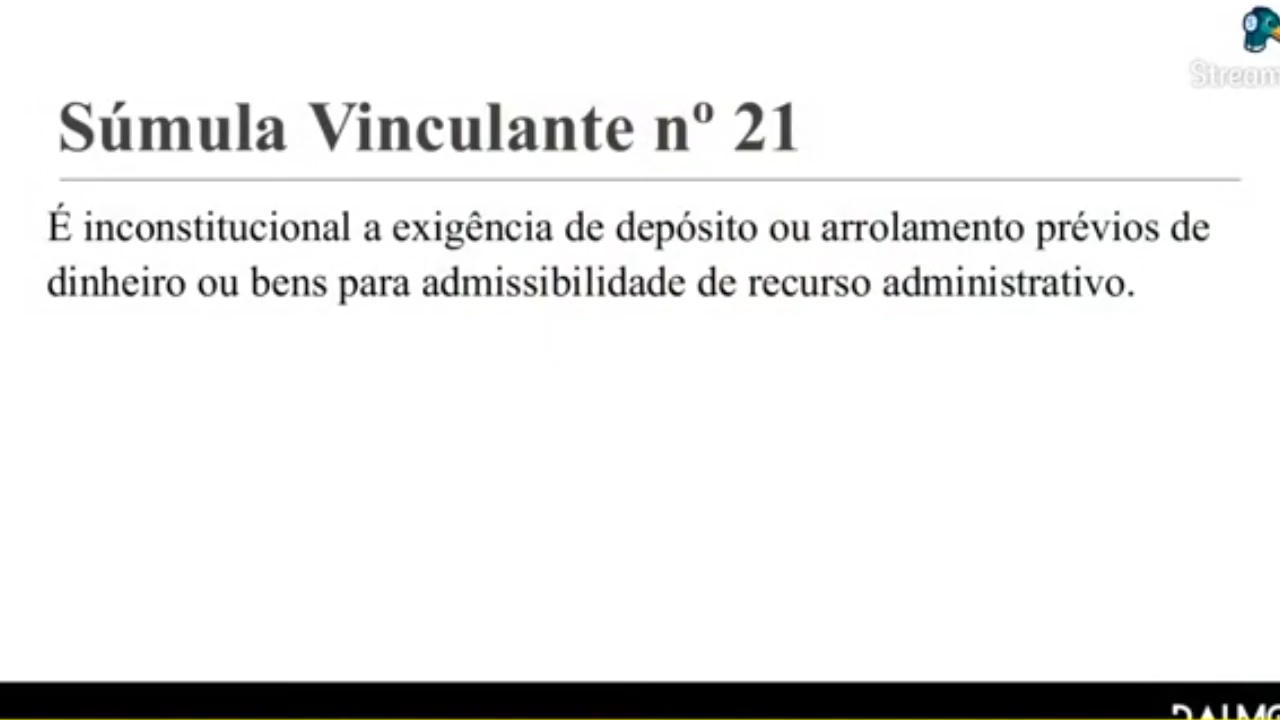 Stream
Súmula Vinculante nº 21
É inconstitucional a exigência de depósito ou arrolamento prévios de
dinheiro ou bens para admissibilidade de recurso administrativo.